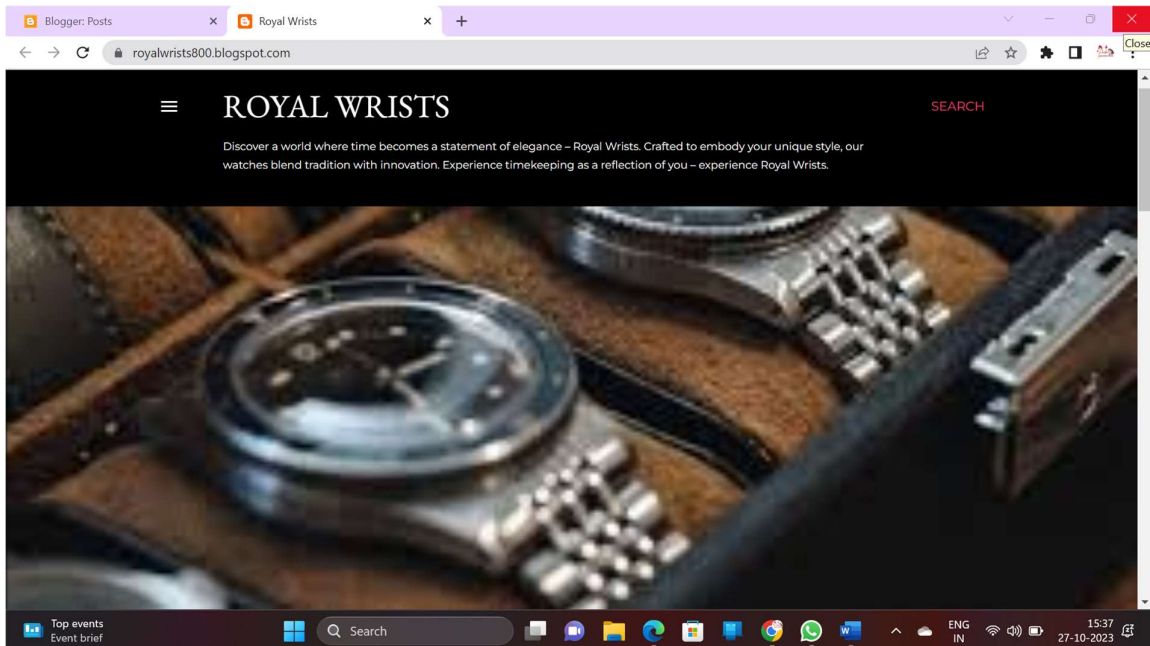 Blogger: Posts
Royal Wrists
royalwrists800.blogspot.com
Close
ROYAL WRISTS
SEARCH
Discover a world where time becomes a statement of elegance – Royal Wrists. Crafted to embody your unique style, our
watches blend tradition with innovation. Experience timekeeping as a reflection of you – experience Royal Wrists.
Top events
Event brief
Search
ENG
IN
15:37
27-10-2023